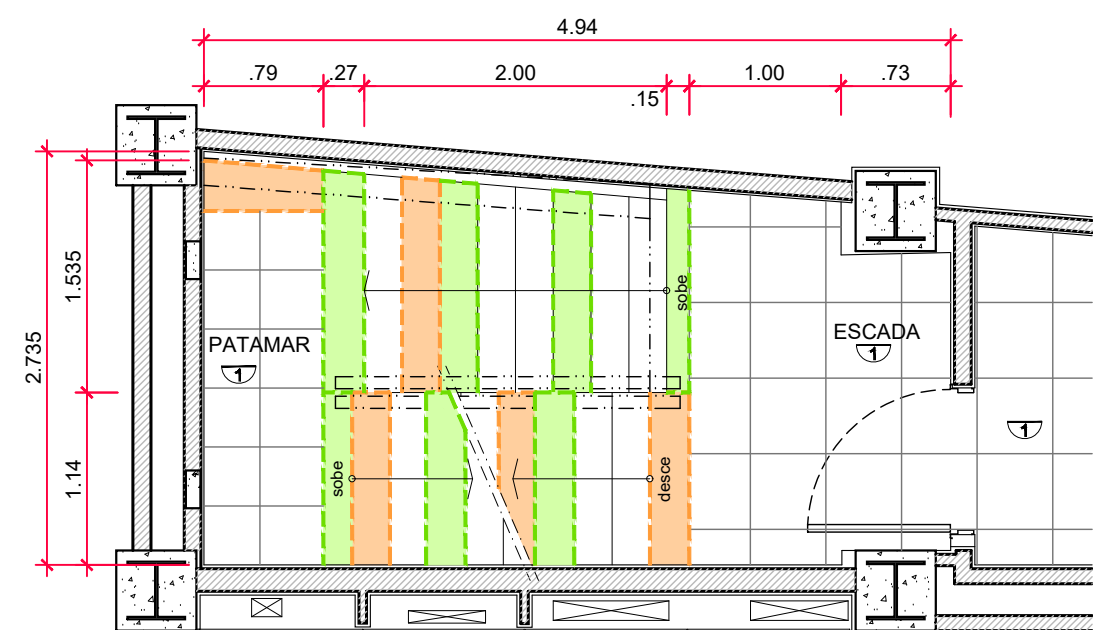 4.94
.79 .27 2.00 1.00 .73
.15
1.535
2.735
1.14
sobe
PATAMAR
1
ESCADA
1
1
sobe
desce